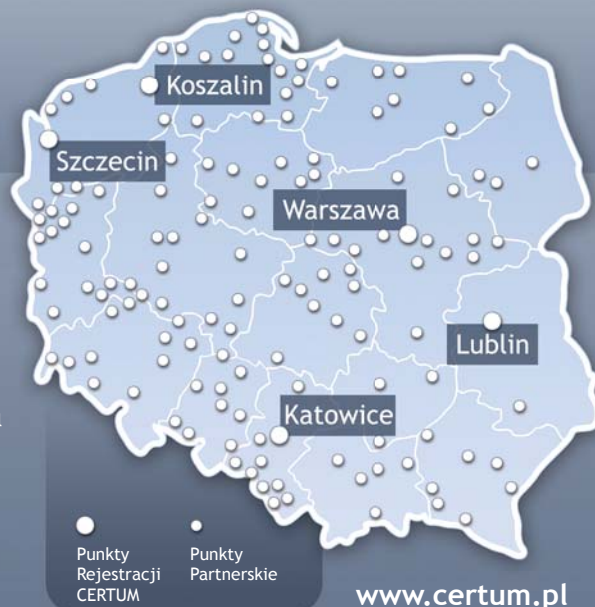 Koszalin
Szczecin
Warszawa
Lublin
Katowice
Punkty
Rejestracji
CERTUM
Punkty
Partnerskie
www.certum.pl